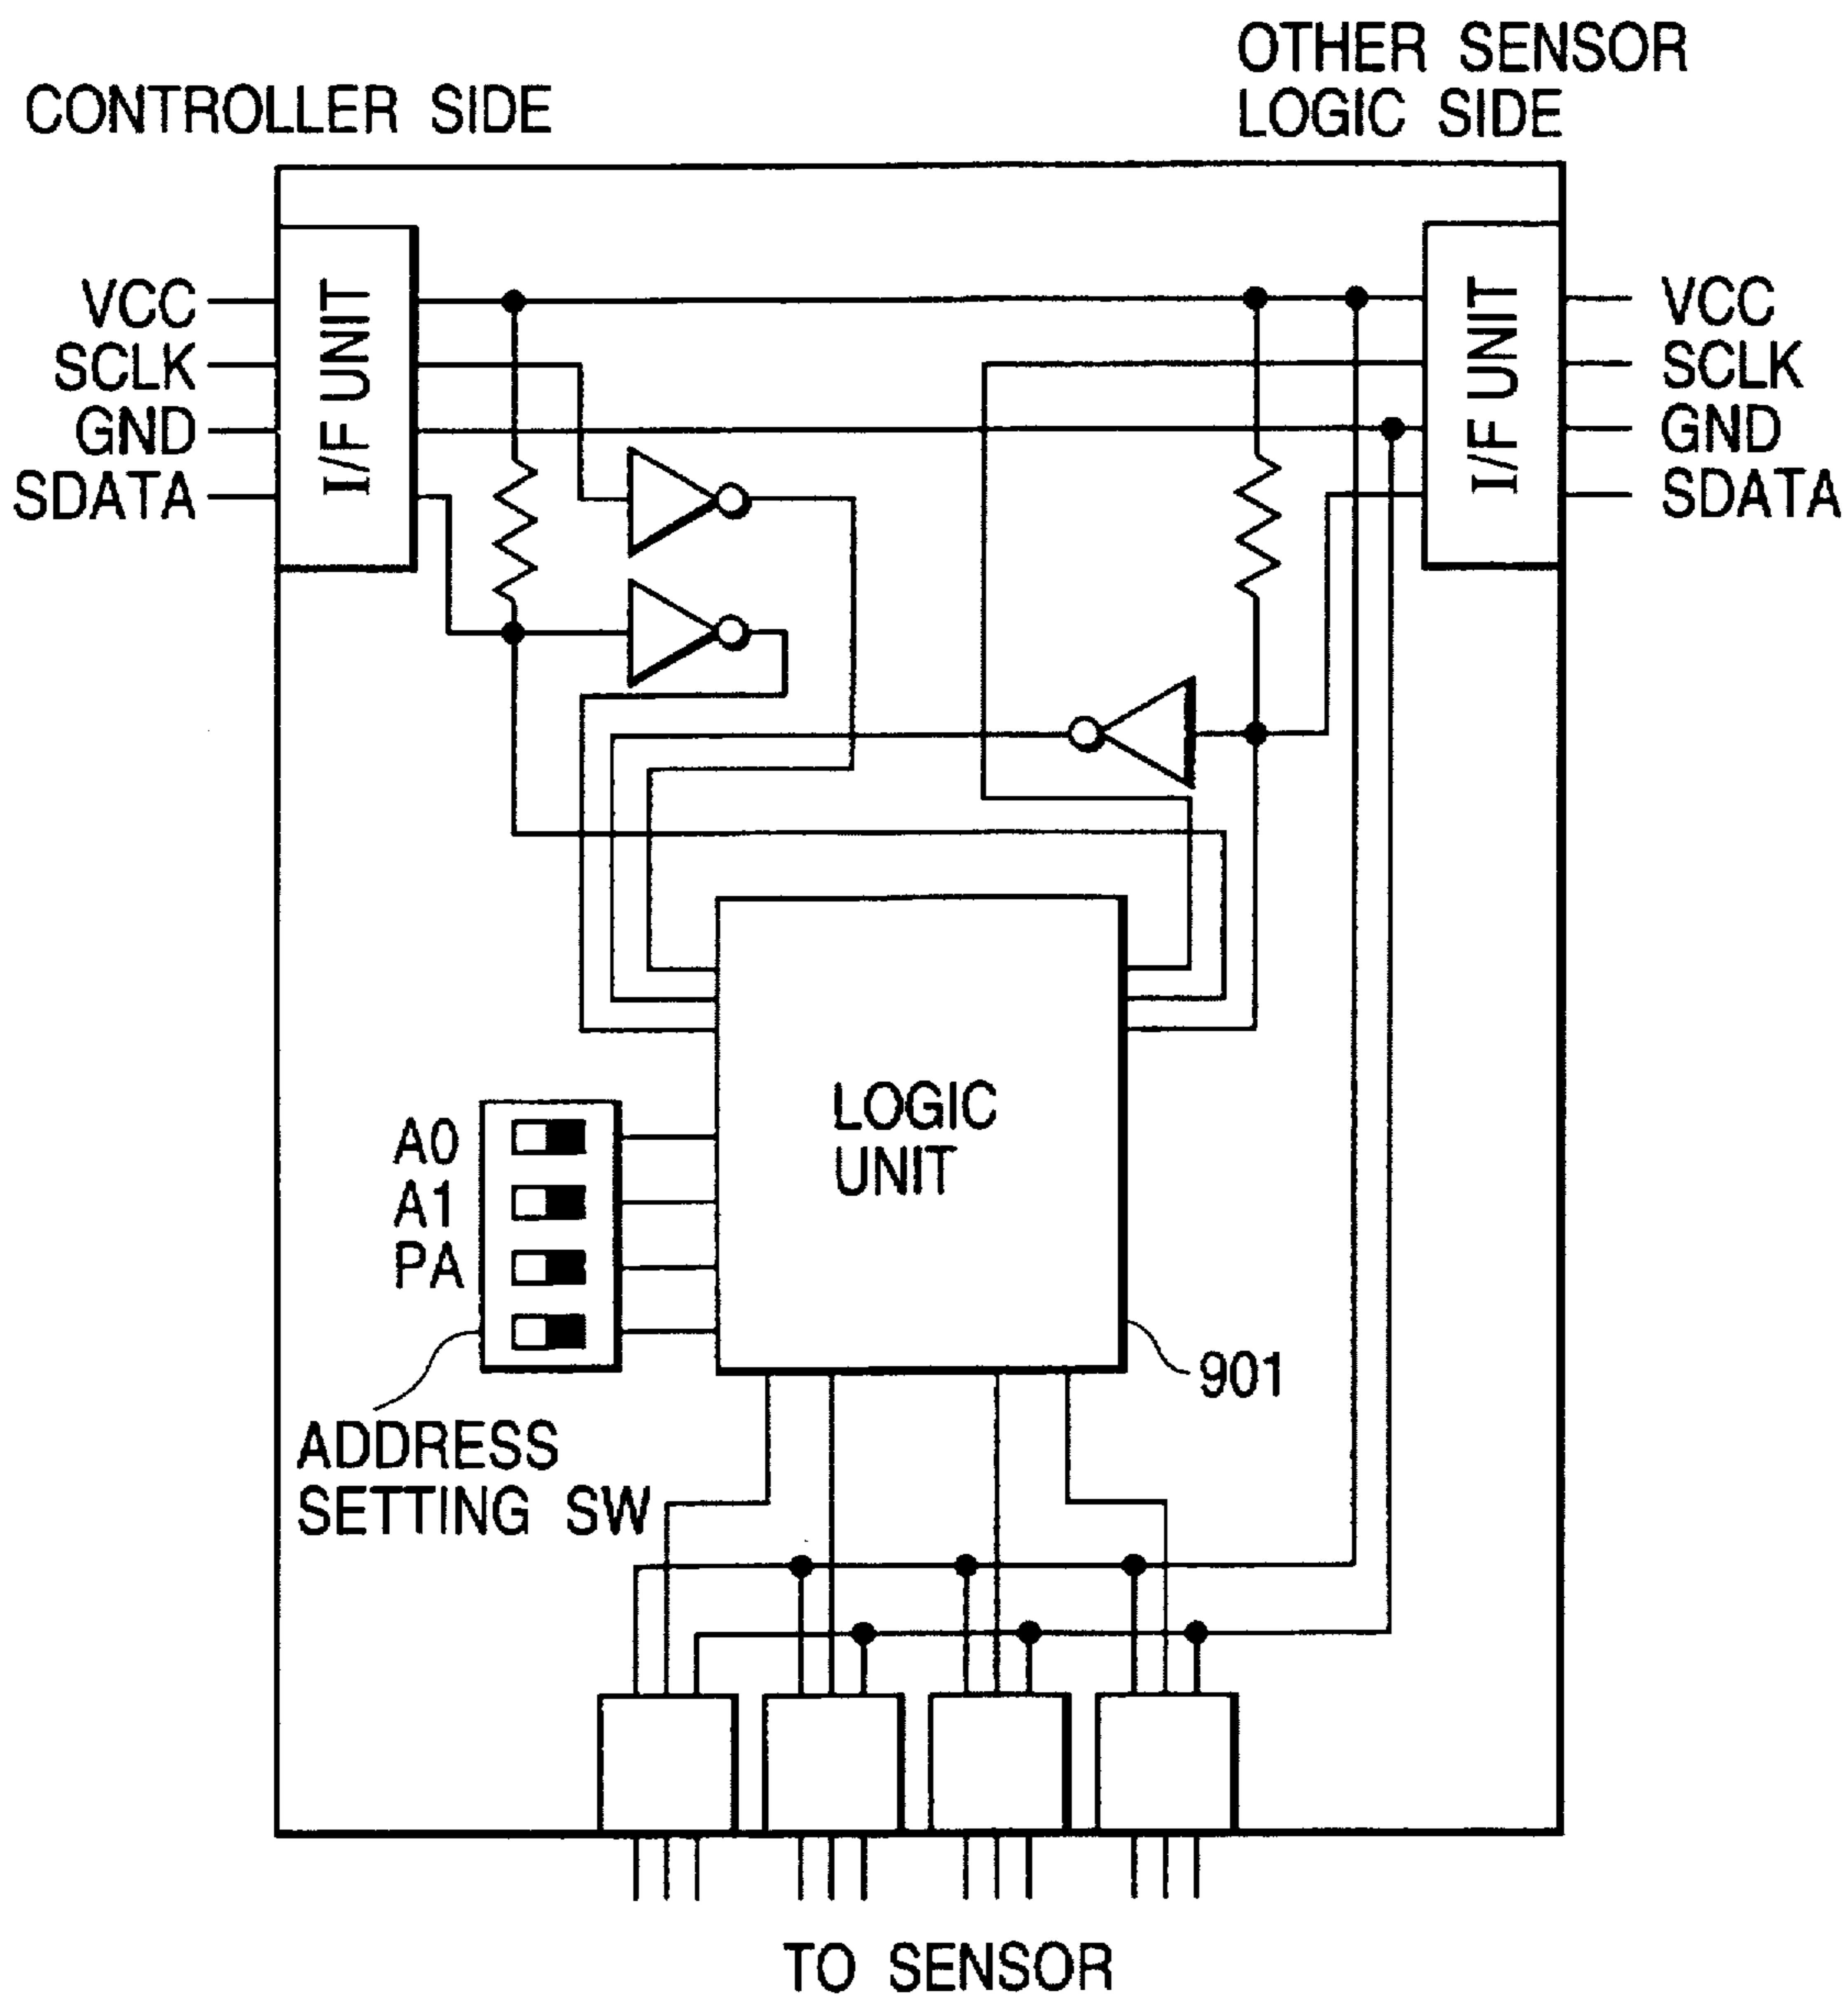 OTHER SENSOR
LOGIC SIDE
CONTROLLER SIDE
VCC
SCLK
GND
SDATA
I/F UNIT
I/F UNIT
VCC
SCLK
GND
SDATA
LOGIC
UNIT
A0
A1
PA
901
ADDRESS
SETTING SW
TO SENSOR